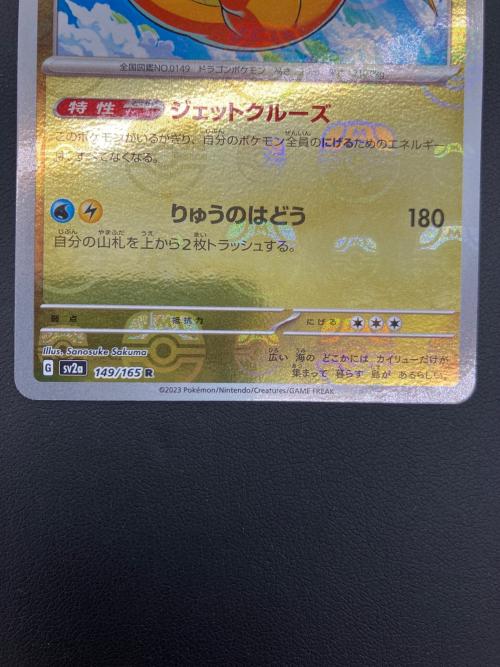 全国図鑑NO.0149 ドラゴンポケモン
特性 ジェットクルーズ
このポケモンがいるかぎり、自分のポケモン全員のにげるためのエネルギー
は、すべてなくなる。
りゅうのはどう 180
自分の山札を上から2枚トラッシュする。
弱点 抵抗力 にげる
Illus. Sanosuke Sakuma
G sv2a 149/165 R
広い 海の どこかには カイリューだけが
集まって 暮らす 島が あるらしい。
©2023 Pokémon/Nintendo/Creatures/GAME FREAK